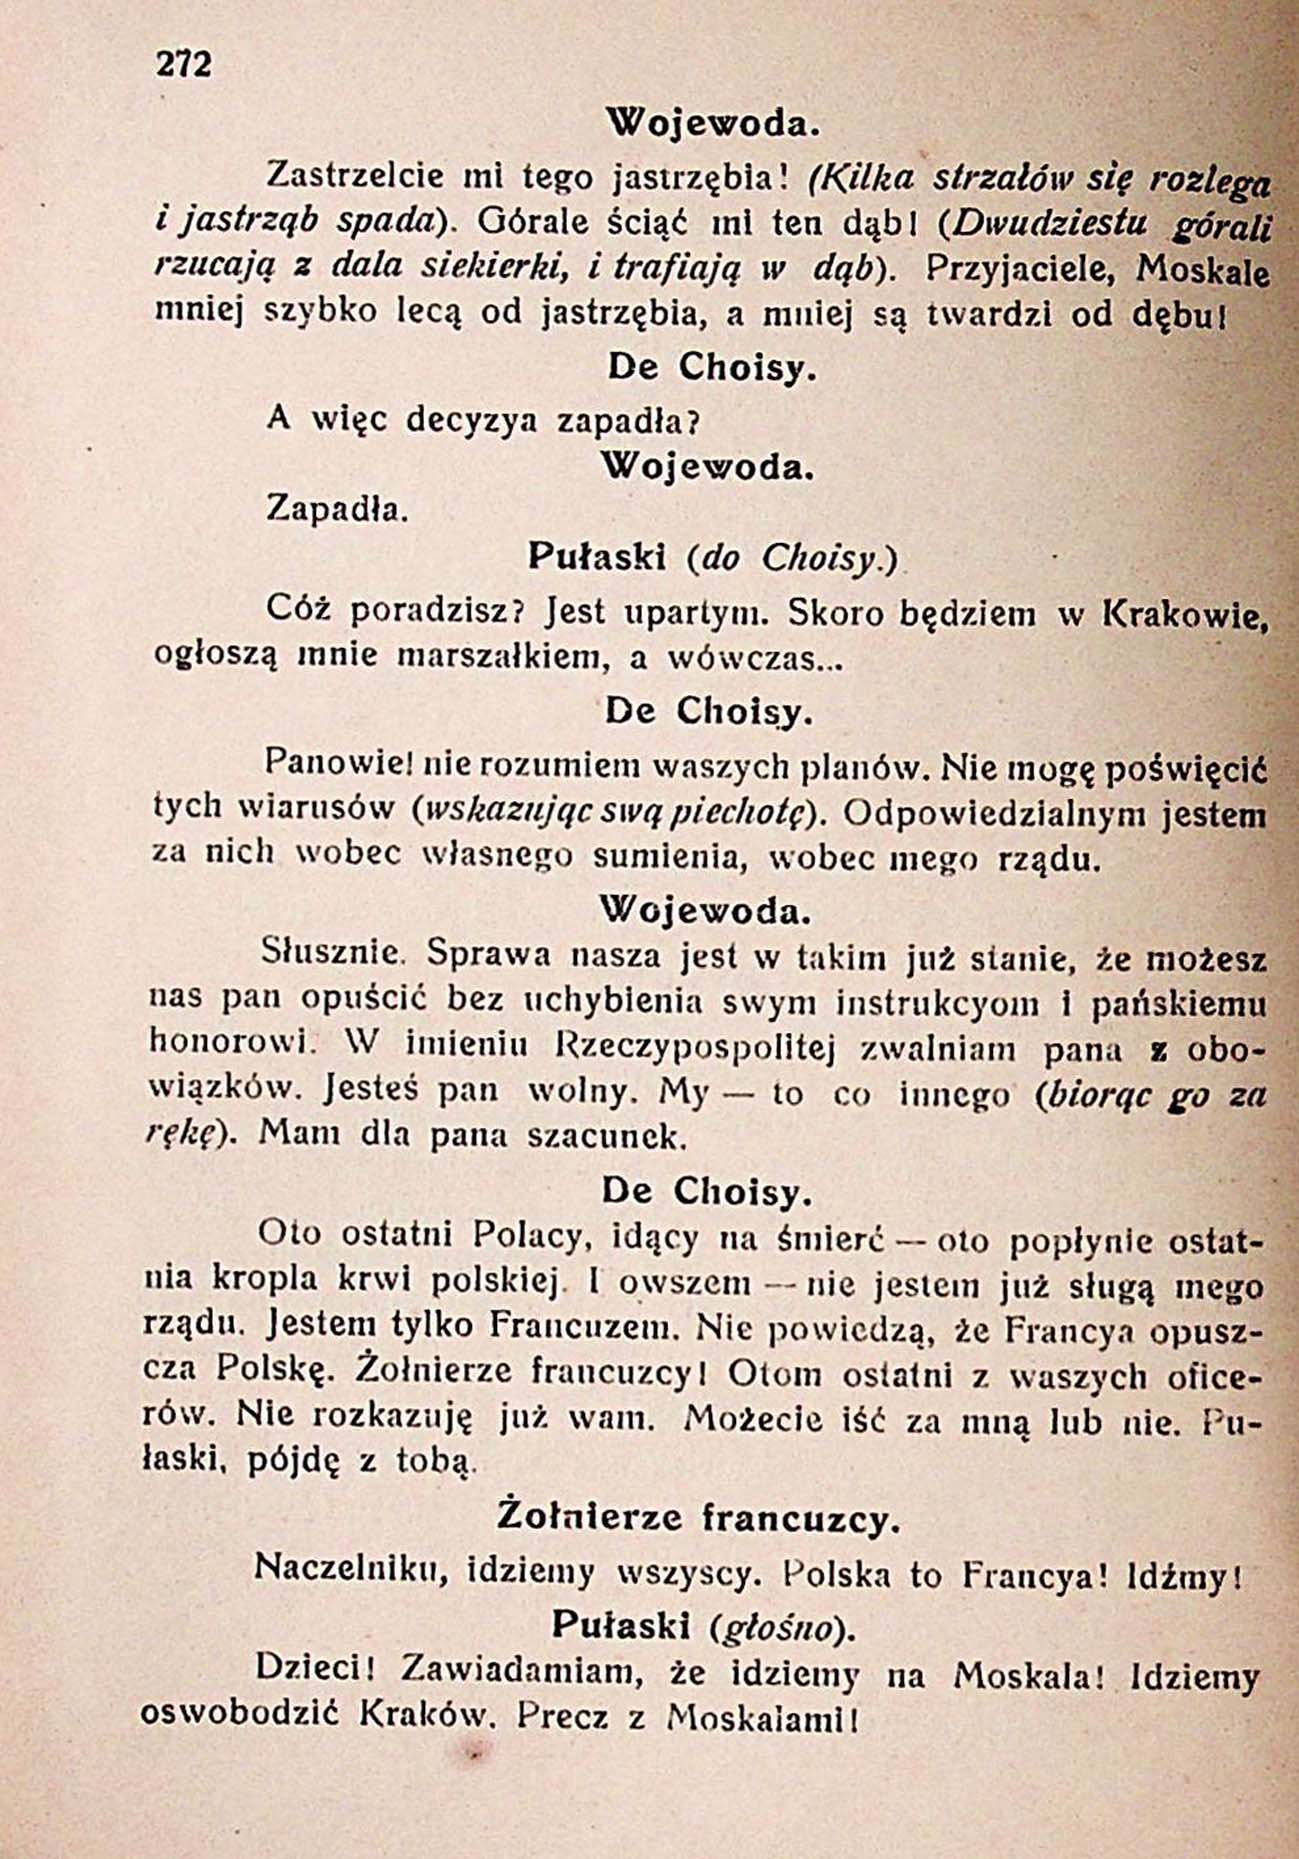 272
Wojewoda.
Zastrzelcie mi tego jastrzębia! (Kilka strzałów się rozlega
i jastrząb spada). Górale ściąć mi ten dąb! (Dwudziestu górali
rzucają z dala siekierki, i trafiają w dąb). Przyjaciele, Moskale
mniej szybko lecą od jastrzębia, a mniej są twardzi od dębu!
De Choisy.
A więc decyzya zapadła?
Wojewoda.
Zapadła.
Pułaski (do Choisy.)
Cóż poradzisz? Jest upartym. Skoro będziem w Krakowie,
ogłoszą mnie marszałkiem, a wówczas...
De Choisy.
Panowie! nie rozumiem waszych planów. Nie mogę poświęcić
tych wiarusów (wskazując swą piechotę). Odpowiedzialnym jestem
za nich wobec własnego sumienia, wobec mego rządu.
Wojewoda.
Słusznie. Sprawa nasza jest w takim już stanie, że możesz
nas pan opuścić bez uchybienia swym instrukcyom i pańskiemu
honorowi. W imieniu Rzeczypospolitej zwalniam pana z obo-
wiązków. Jesteś pan wolny. My — to co innego (biorąc go za
rękę). Mam dla pana szacunek.
De Choisy.
Oto ostatni Polacy, idący na śmierć — oto popłynie ostat-
nia kropla krwi polskiej. I owszem — nie jestem już sługą mego
rządu. Jestem tylko Francuzem. Nie powiedzą, że Francya opusz-
cza Polskę. Żołnierze francuzcy! Otom ostatni z waszych ofice-
rów. Nie rozkazuję już wam. Możecie iść za mną lub nie. Pu-
łaski, pójdę z tobą.
Żołnierze francuzcy.
Naczelniku, idziemy wszyscy. Polska to Francya! Idźmy!
Pułaski (głośno).
Dzieci! Zawiadamiam, że idziemy na Moskala! Idziemy
oswobodzić Kraków. Precz z Moskalami!